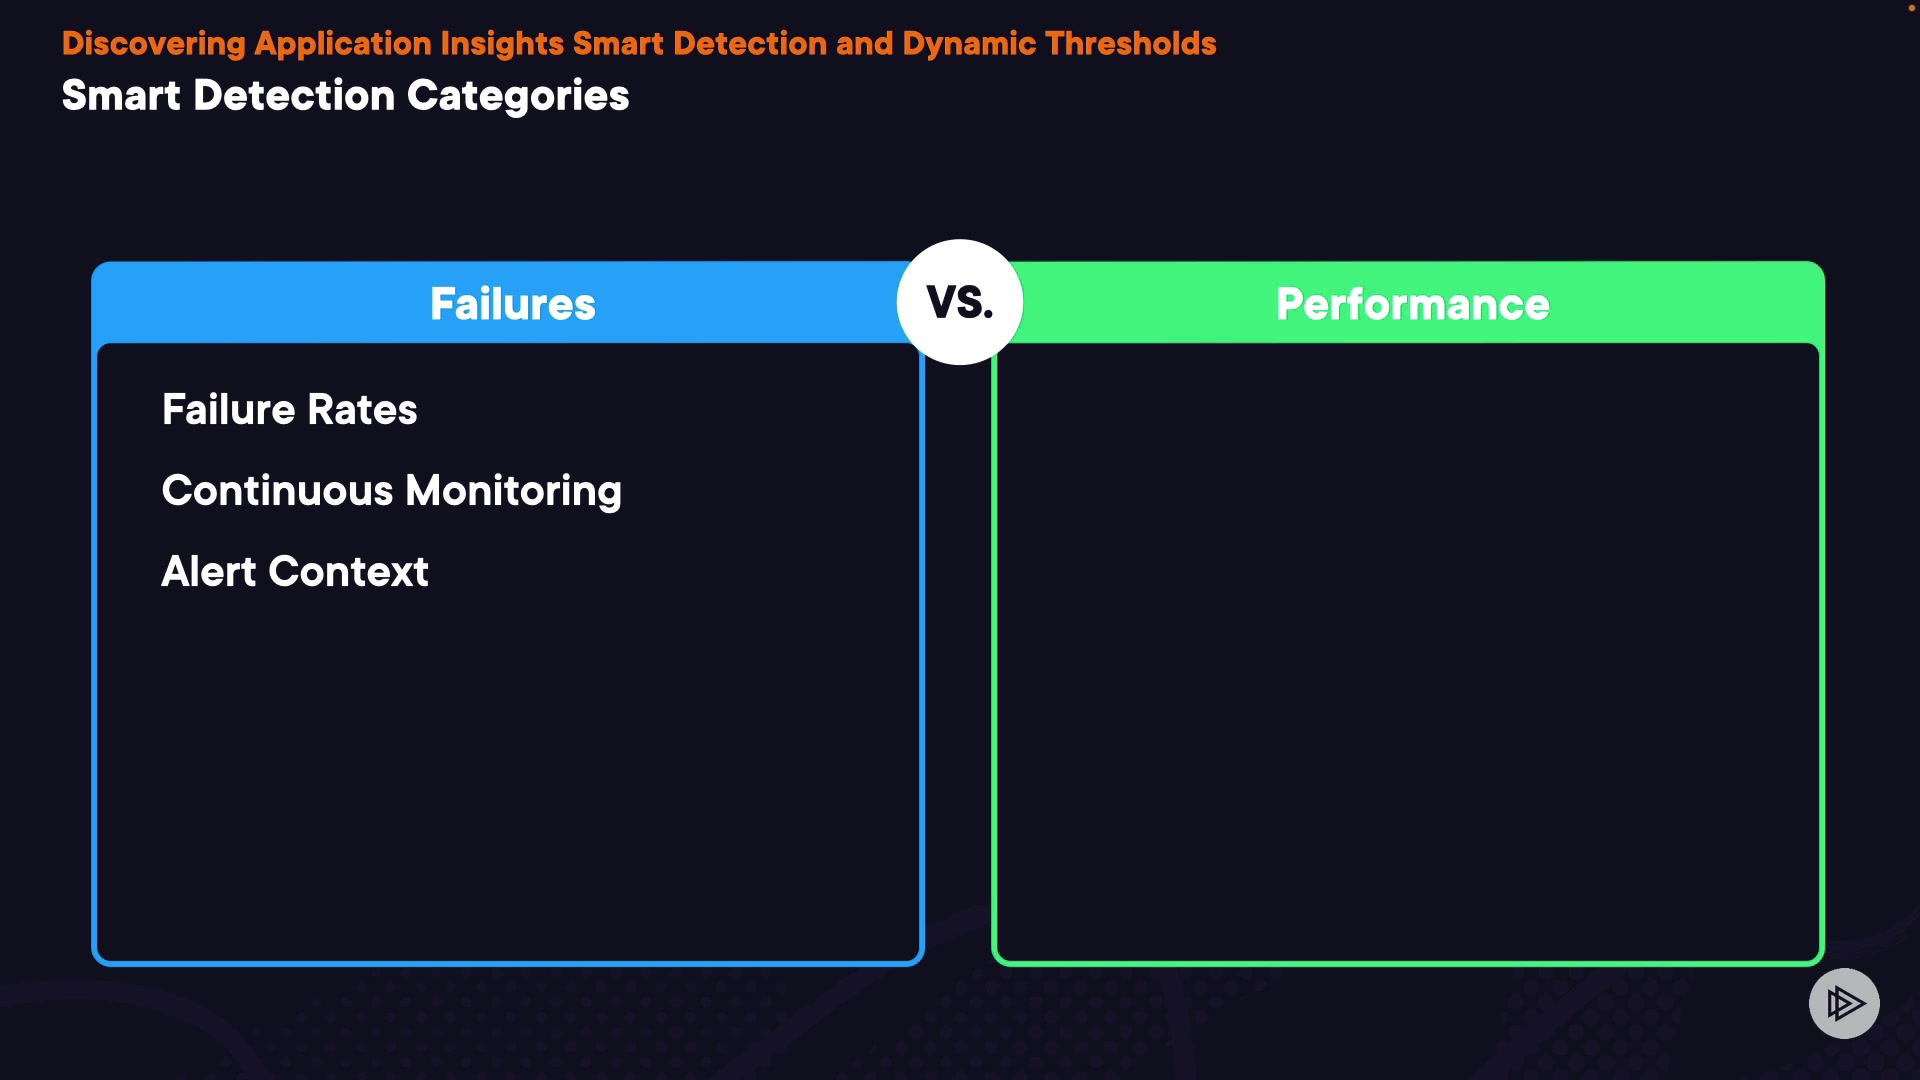 Discovering Application Insights Smart Detection and Dynamic Thresholds
Smart Detection Categories
Failures
VS.
Performance
Failure Rates
Continuous Monitoring
Alert Context